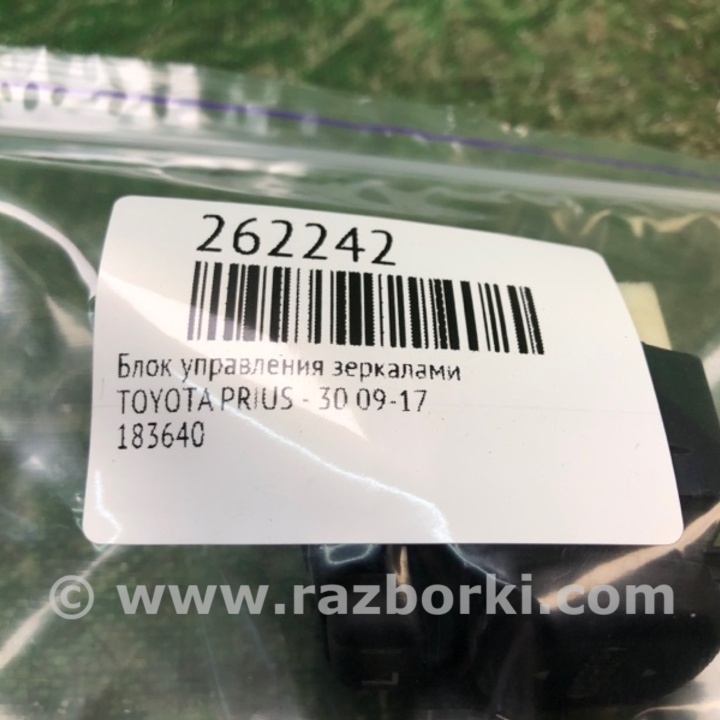 262242
Блок управления зеркалами
TOYOTA PRIUS - 30 09-17
183640
© www.razborki.com